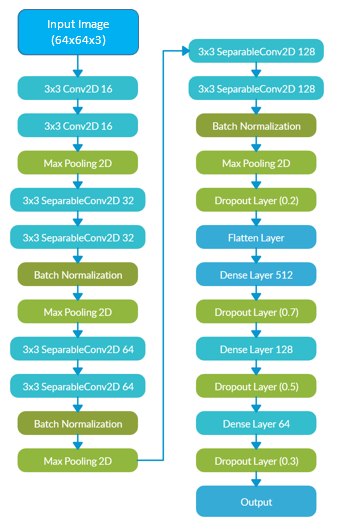 Input Image
(64x64x3)
3x3 Conv2D 16
3x3 Conv2D 16
Max Pooling 2D
3x3 SeparableConv2D 32
3x3 SeparableConv2D 32
Batch Normalization
Max Pooling 2D
3x3 SeparableConv2D 64
3x3 SeparableConv2D 64
Batch Normalization
Max Pooling 2D
3x3 SeparableConv2D 128
3x3 SeparableConv2D 128
Batch Normalization
Max Pooling 2D
Dropout Layer (0.2)
Flatten Layer
Dense Layer 512
Dropout Layer (0.7)
Dense Layer 128
Dropout Layer (0.5)
Dense Layer 64
Dropout Layer (0.3)
Output